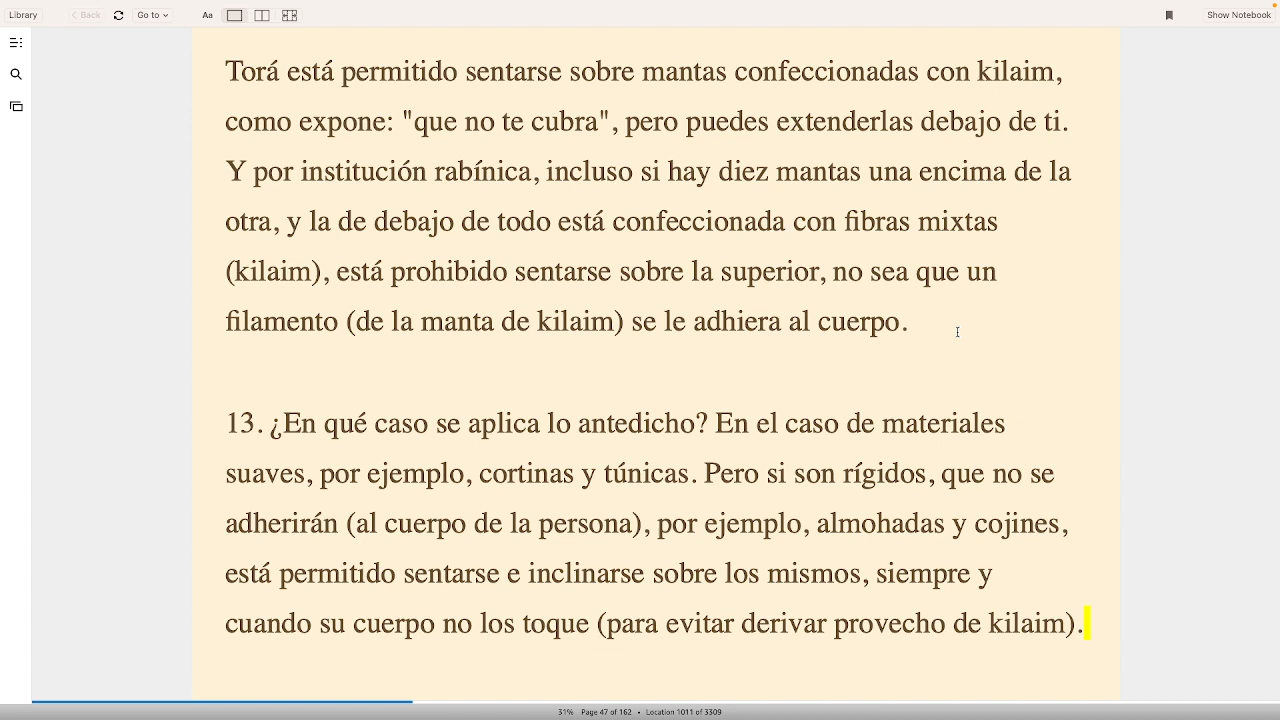 Library
Back
Go to
Aa
Show Notebook
Torá está permitido sentarse sobre mantas confeccionadas con kilaim,
como expone: "que no te cubra", pero puedes extenderlas debajo de ti.
Y por institución rabínica, incluso si hay diez mantas una encima de la
otra, y la de debajo de todo está confeccionada con fibras mixtas
(kilaim), está prohibido sentarse sobre la superior, no sea que un
filamento (de la manta de kilaim) se le adhiera al cuerpo.
13. ¿En qué caso se aplica lo antedicho? En el caso de materiales
suaves, por ejemplo, cortinas y túnicas. Pero si son rígidos, que no se
adherirán (al cuerpo de la persona), por ejemplo, almohadas y cojines,
está permitido sentarse e inclinarse sobre los mismos, siempre y
cuando su cuerpo no los toque (para evitar derivar provecho de kilaim).
31% Page 47 of 162 • Location 1011 of 3309